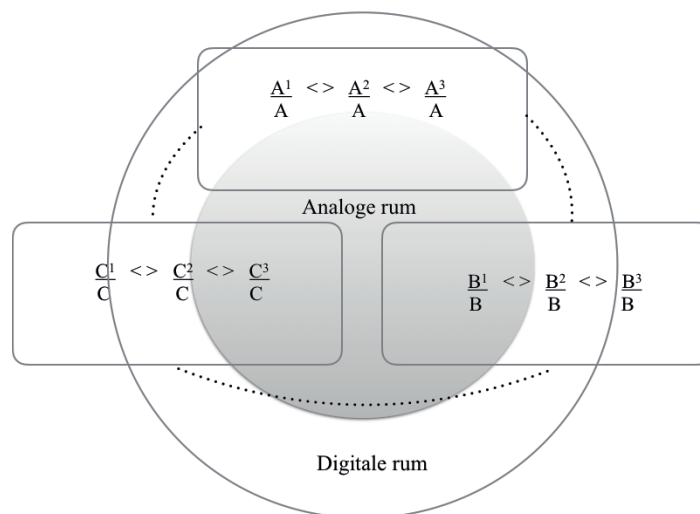 A¹ <> A² <> A³
A A A
Analoge rum
C¹ <> C² <> C³
C C C
B¹ <> B² <> B³
B B B
Digitale rum